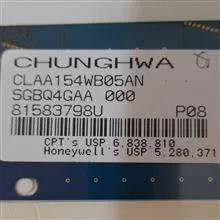 CHUNGHWA
CLAA154WB05AN
SGBQ4GAA 000
81583798U P08
CPT's USP 6.838.810
Honeywell's USP 5.280.371